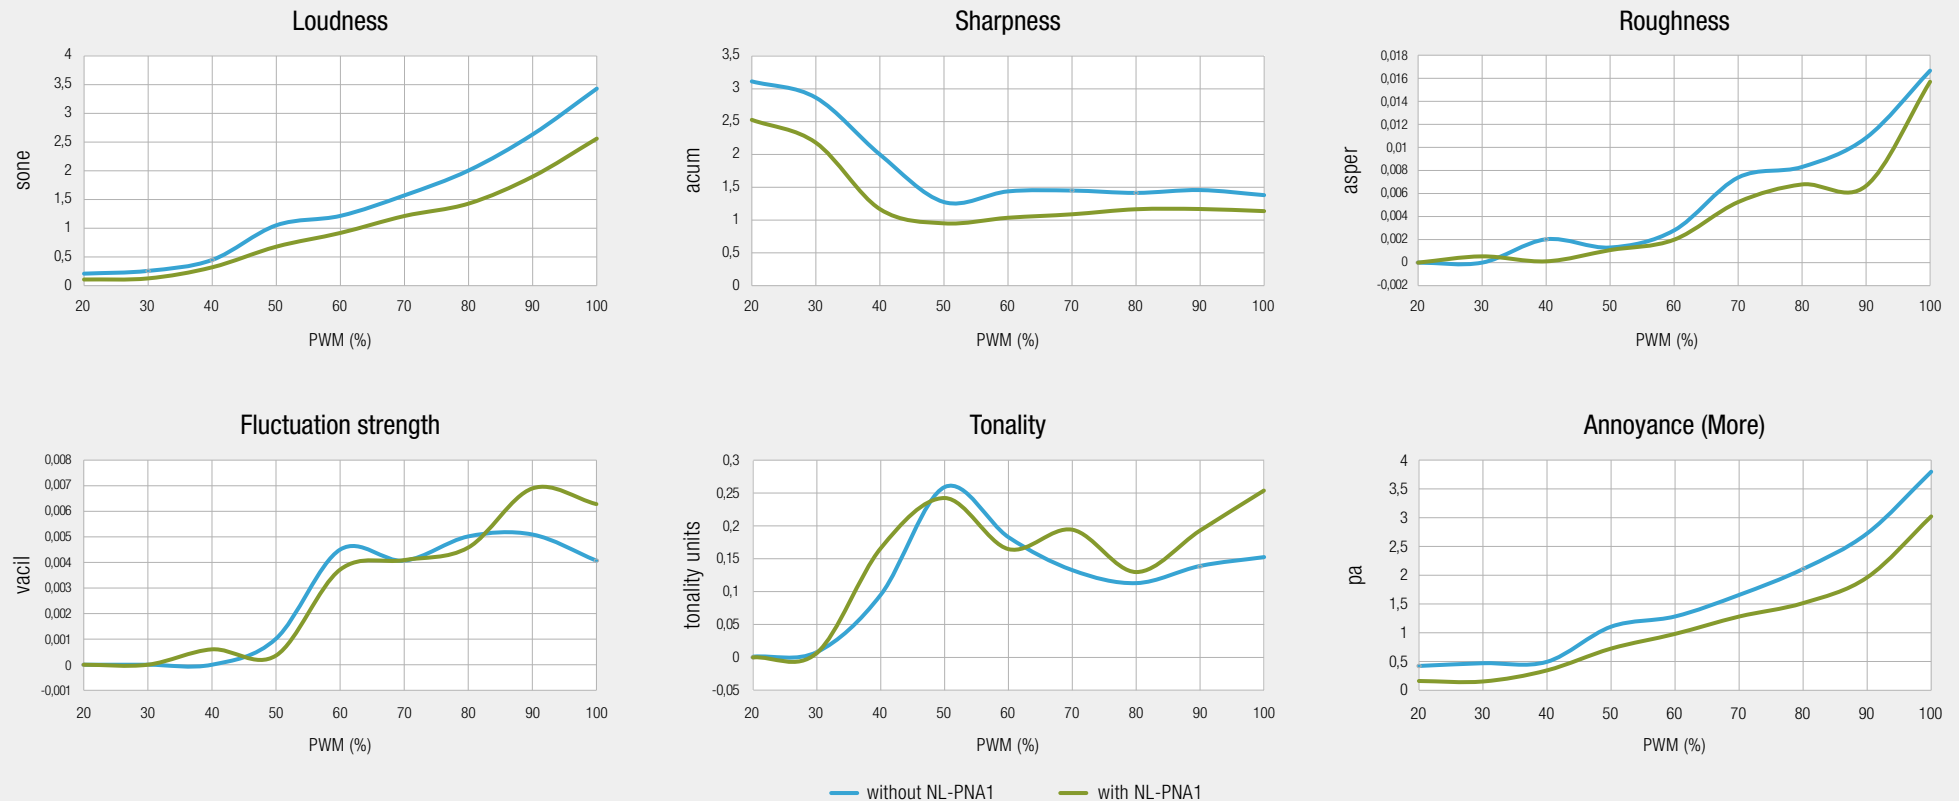 Loudness
4
3,5
3
2,5
2
1,5
1
0,5
0
sone
20 30 40 50 60 70 80 90 100
PWM (%)
Sharpness
3,5
3
2,5
2
1,5
1
0,5
0
acum
20 30 40 50 60 70 80 90 100
PWM (%)
Roughness
0,018
0,016
0,014
0,012
0,01
0,008
0,006
0,004
0,002
0
-0,002
asper
20 30 40 50 60 70 80 90 100
PWM (%)
Fluctuation strength
0,008
0,007
0,006
0,005
0,004
0,003
0,002
0,001
0
-0,001
vacil
20 30 40 50 60 70 80 90 100
PWM (%)
Tonality
0,3
0,25
0,2
0,15
0,1
0,05
0
-0,05
tonality units
20 30 40 50 60 70 80 90 100
PWM (%)
Annoyance (More)
4
3,5
3
2,5
2
1,5
1
0,5
0
pa
20 30 40 50 60 70 80 90 100
PWM (%)
without NL-PNA1 with NL-PNA1